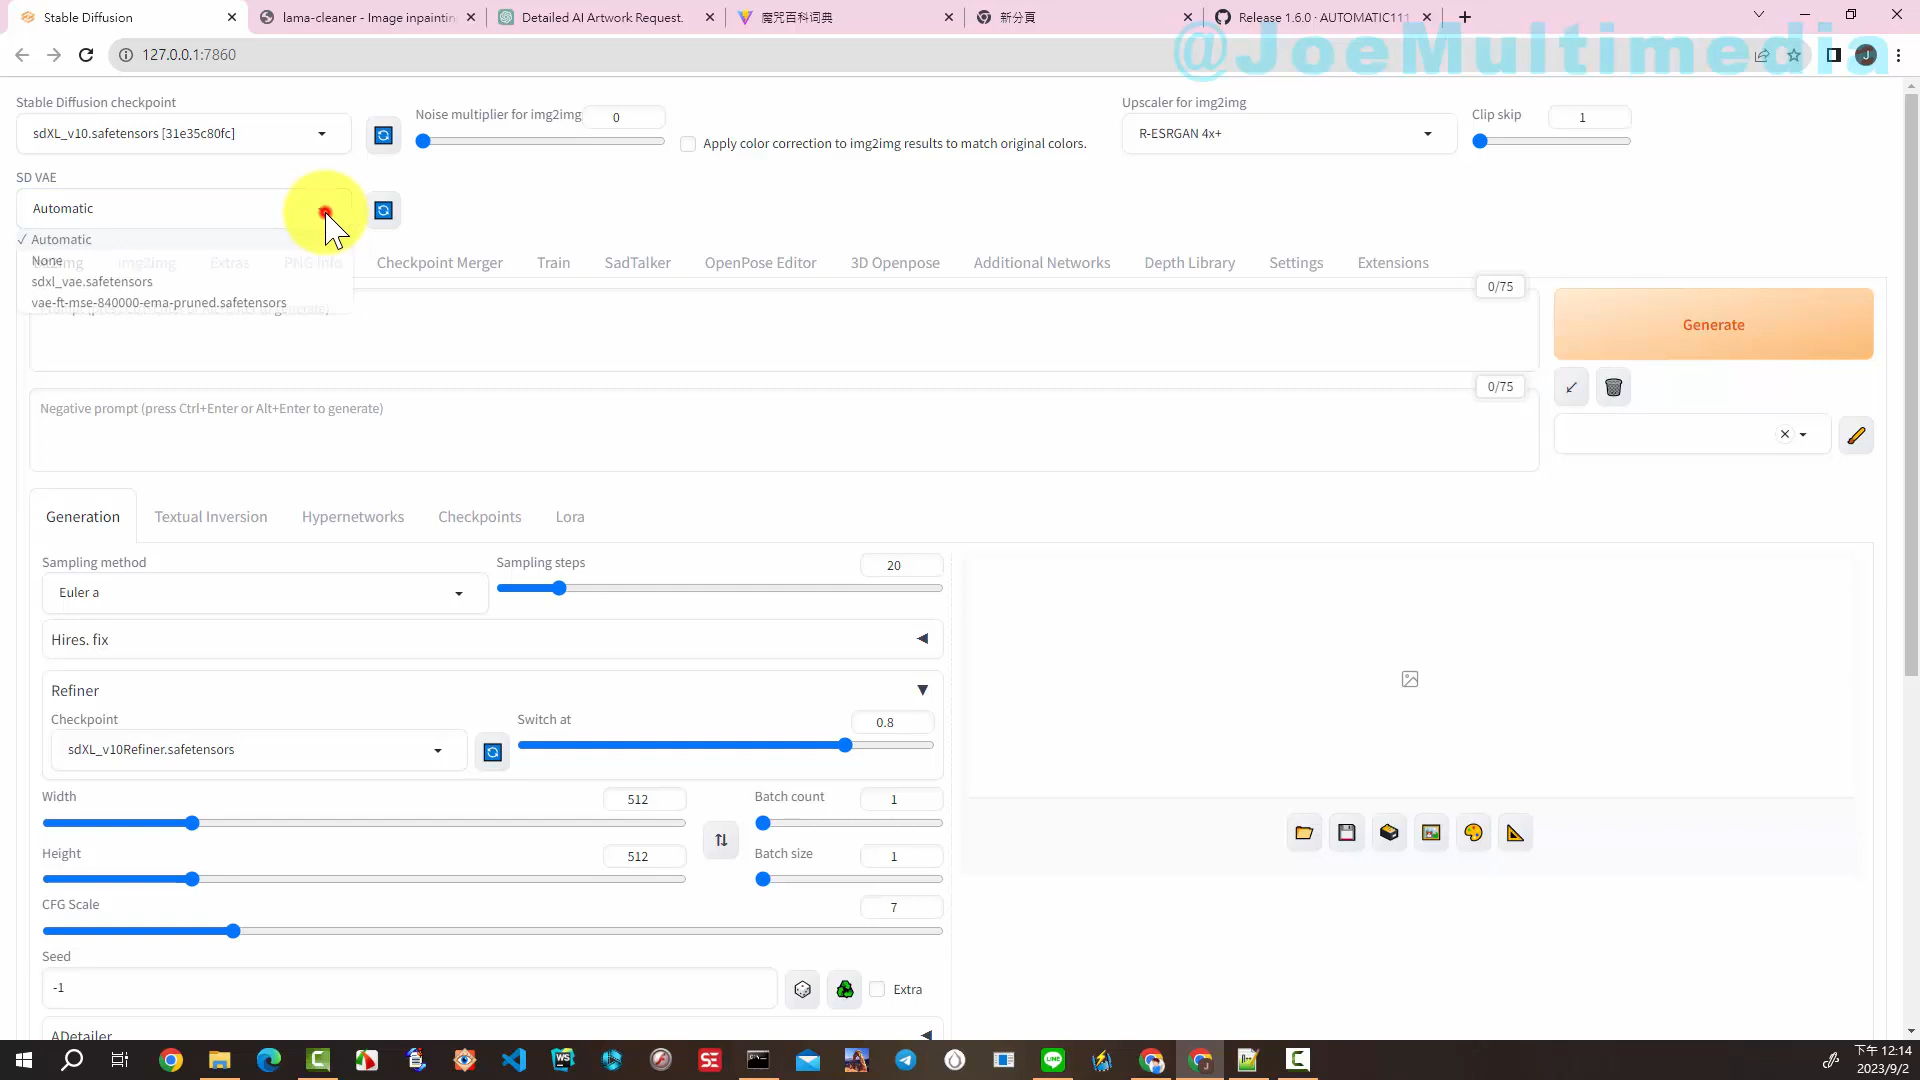 Stable Diffusion
lama-cleaner - Image inpainting
Detailed AI Artwork Request.
魔咒百科词典
新分頁
Release 1.6.0 · AUTOMATIC111
127.0.0.1:7860
@JoeMultimedia
Stable Diffusion checkpoint
sdXL_v10.safetensors [31e35c80fc]
Noise multiplier for img2img
0
Apply color correction to img2img results to match original colors.
Upscaler for img2img
R-ESRGAN 4x+
Clip skip
1
SD VAE
Automatic
✓ Automatic
None
sdxl_vae.safetensors
vae-ft-mse-840000-ema-pruned.safetensors
img2img
Extras
PNG Info
Checkpoint Merger
Train
SadTalker
OpenPose Editor
3D Openpose
Additional Networks
Depth Library
Settings
Extensions
0/75
Generate
0/75
Negative prompt (press Ctrl+Enter or Alt+Enter to generate)
Generation
Textual Inversion
Hypernetworks
Checkpoints
Lora
Sampling method
Euler a
Sampling steps
20
Hires. fix
Refiner
Checkpoint
sdXL_v10Refiner.safetensors
Switch at
0.8
Width
512
Batch count
1
Height
512
Batch size
1
CFG Scale
7
Seed
-1
Extra
ADetailer
下午 12:14
2023/9/2